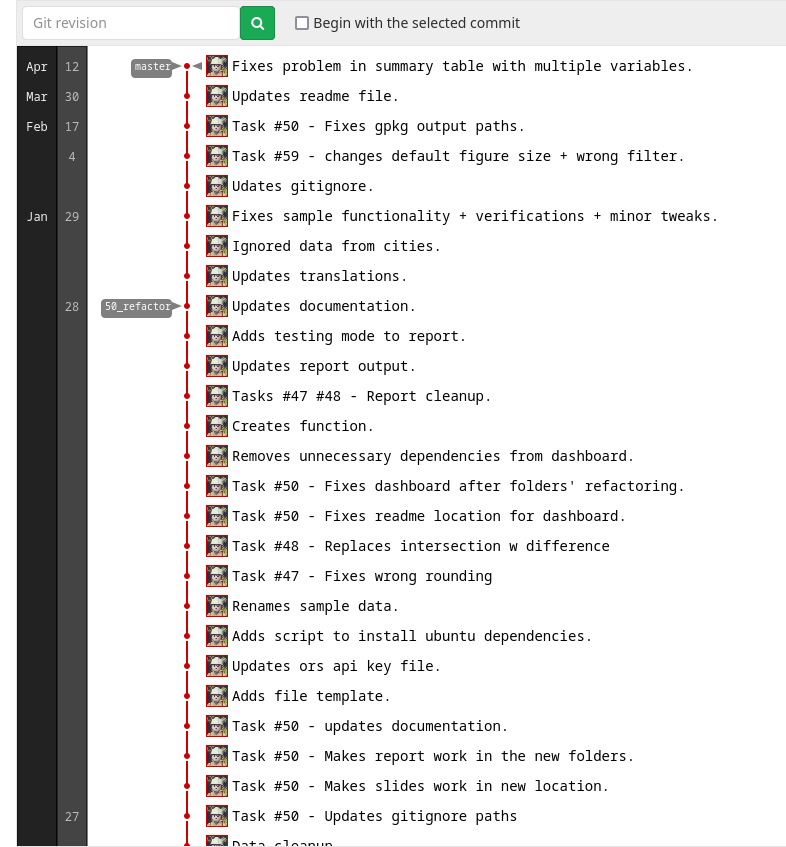 Git revision
Begin with the selected commit
Apr 12 master Fixes problem in summary table with multiple variables.
Mar 30 Updates readme file.
Feb 17 Task #50 - Fixes gpkg output paths.
4 Task #59 - changes default figure size + wrong filter.
Udates gitignore.
Jan 29 Fixes sample functionality + verifications + minor tweaks.
Ignored data from cities.
Updates translations.
28 50_refactor Updates documentation.
Adds testing mode to report.
Updates report output.
Tasks #47 #48 - Report cleanup.
Creates function.
Removes unnecessary dependencies from dashboard.
Task #50 - Fixes dashboard after folders' refactoring.
Task #50 - Fixes readme location for dashboard.
Task #48 - Replaces intersection w difference
Task #47 - Fixes wrong rounding
Renames sample data.
Adds script to install ubuntu dependencies.
Updates ors api key file.
Adds file template.
Task #50 - updates documentation.
Task #50 - Makes report work in the new folders.
Task #50 - Makes slides work in new location.
27 Task #50 - Updates gitignore paths
Data cleanup